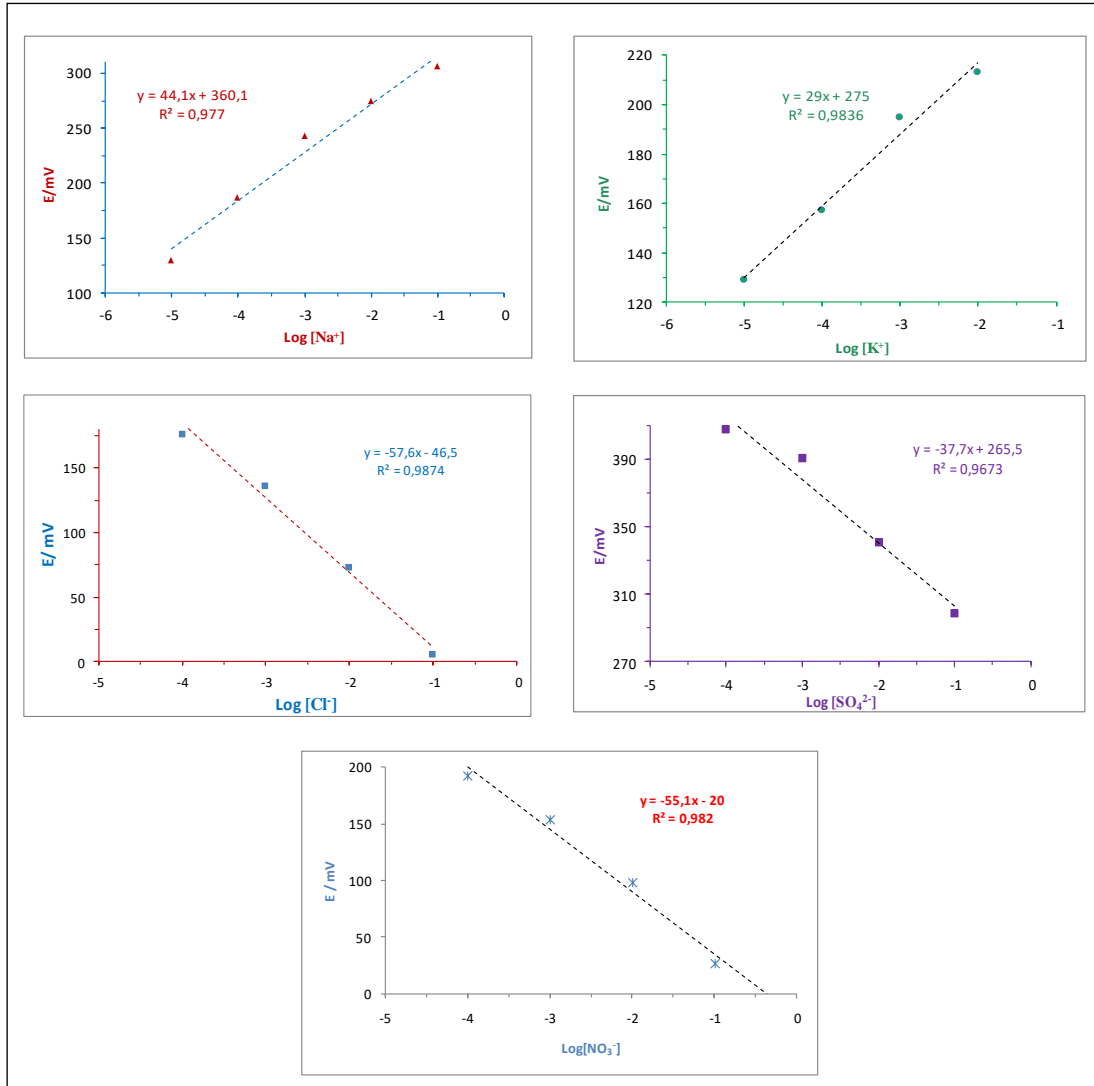 y = 44,1x + 360,1
R² = 0,977
E/mV
300
250
200
150
100
-6 -5 -4 -3 -2 -1 0
Log [Na⁺]
y = 29x + 275
R² = 0,9836
E/mV
220
200
180
160
140
120
-6 -5 -4 -3 -2 -1
Log [K⁺]
y = -57,6x - 46,5
R² = 0,9874
E/ mV
150
100
50
0
-5 -4 -3 -2 -1 0
Log [Cl⁻]
y = -37,7x + 265,5
R² = 0,9673
E/mV
390
350
310
270
-5 -4 -3 -2 -1 0
Log [SO₄²⁻]
y = -55,1x - 20
R² = 0,982
E / mV
200
150
100
50
0
-5 -4 -3 -2 -1 0
Log[NO₃⁻]